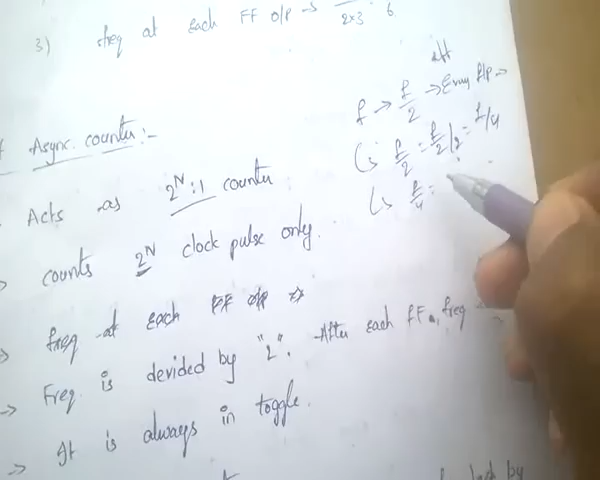 3) freq at each FF O/P → 2x3 6
Async. counter:-
Acts as 2^N:1 counter
counts 2^N clock pulse only.
freq at each
→ Freq is devided by "2". After each FF, freq
→ It is always in toggle.
f → f/2 → Every F/F →
↳ f/2 = f/2/2 = f/4
↳ f/4 =